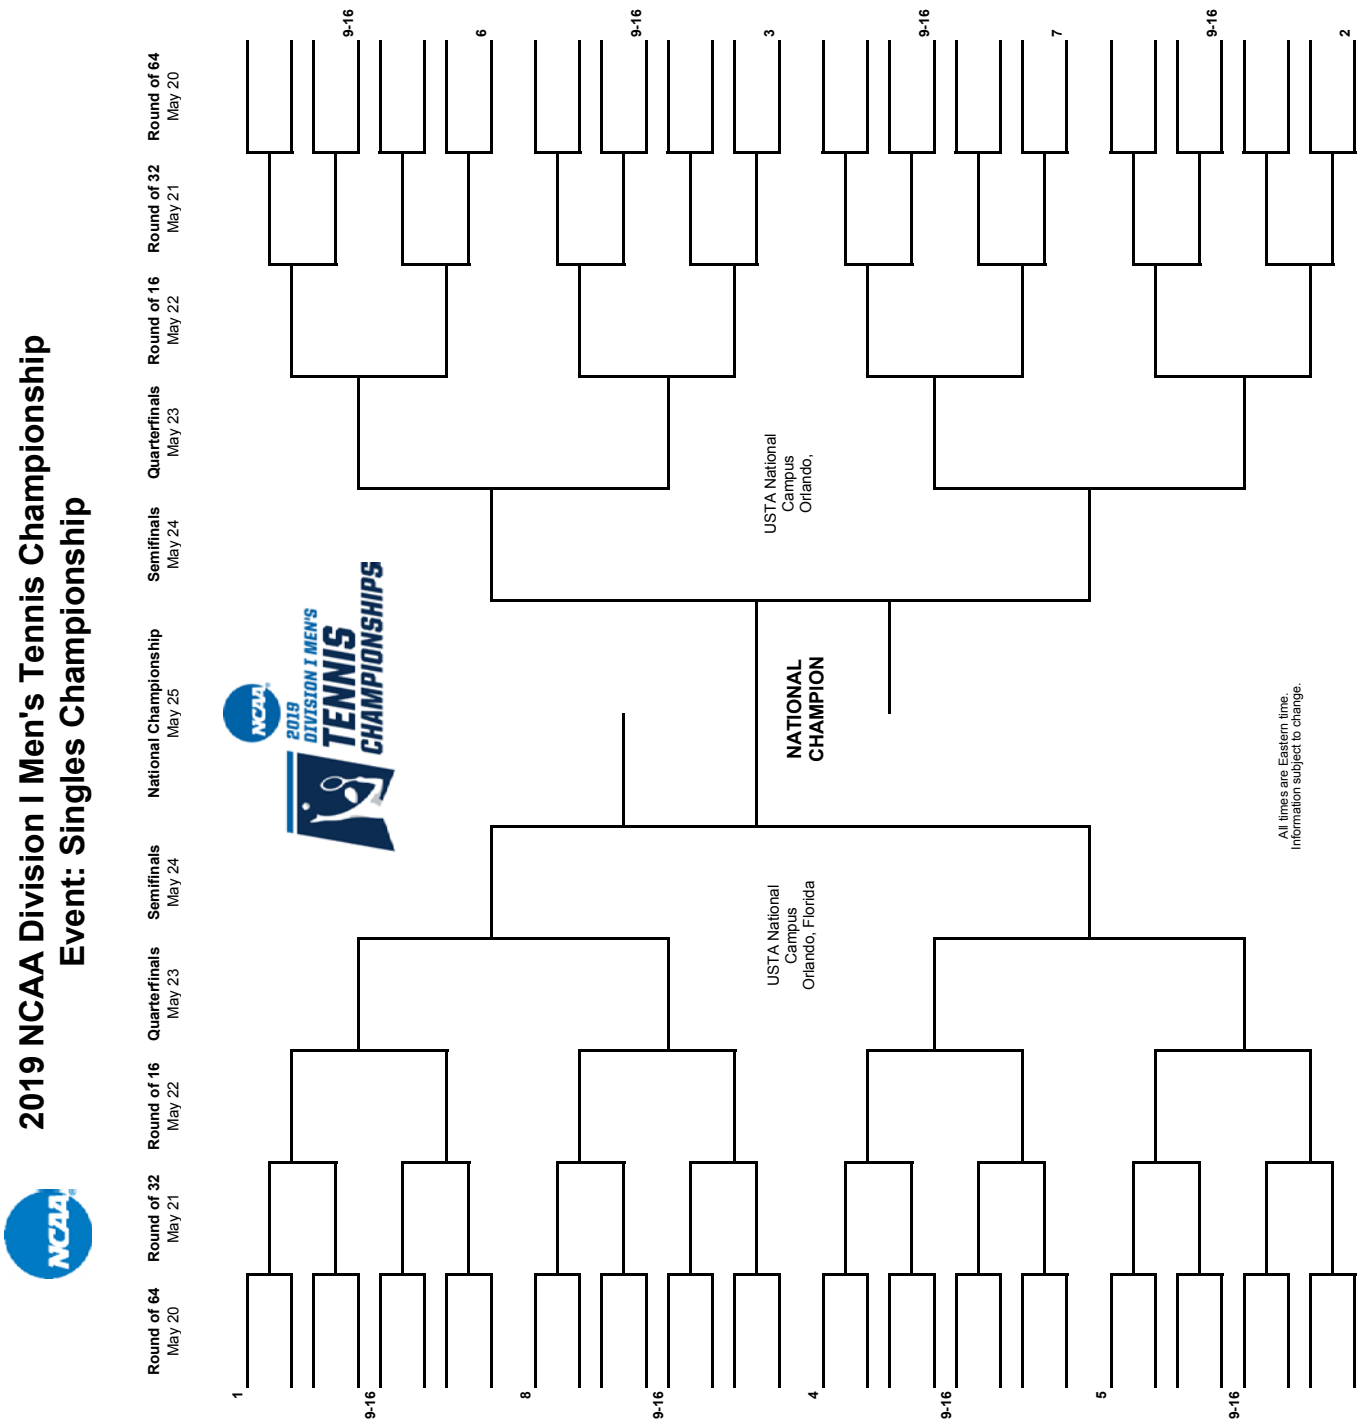 2019 NCAA Division I Men's Tennis Championship
Event: Singles Championship
NCAA
Round of 64
May 20
Round of 32
May 21
Round of 16
May 22
Quarterfinals
May 23
Semifinals
May 24
National Championship
May 25
Semifinals
May 24
Quarterfinals
May 23
Round of 16
May 22
Round of 32
May 21
Round of 64
May 20
NCAA
2019
DIVISION I MEN'S
TENNIS
CHAMPIONSHIPS
1
9-16
8
9-16
4
9-16
5
9-16
USTA National
Campus
Orlando, Florida
NATIONAL
CHAMPION
USTA National
Campus
Orlando,
9-16
6
9-16
3
9-16
7
9-16
2
All times are Eastern time.
Information subject to change.